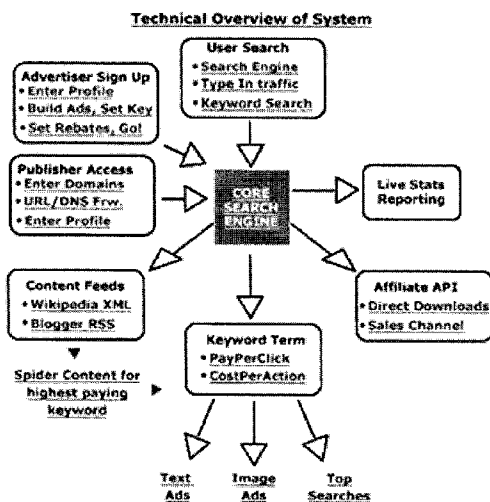 Technical Overview of System
User Search
• Search Engine
• Type In traffic
• Keyword Search
Advertiser Sign Up
• Enter Profile
• Build Ads, Set Key
• Set Rebates, Go!
Publisher Access
• Enter Domains
• URL/DNS Frw.
• Enter Profile
CORE
SEARCH
ENGINE
Live Stats
Reporting
Content Feeds
• Wikipedia XML
• Blogger RSS
Affiliate API
• Direct Downloads
• Sales Channel
Keyword Term
• PayPerClick
• CostPerAction
Spider Content for
highest paying
keyword
Text
Ads
Image
Ads
Top
Searches